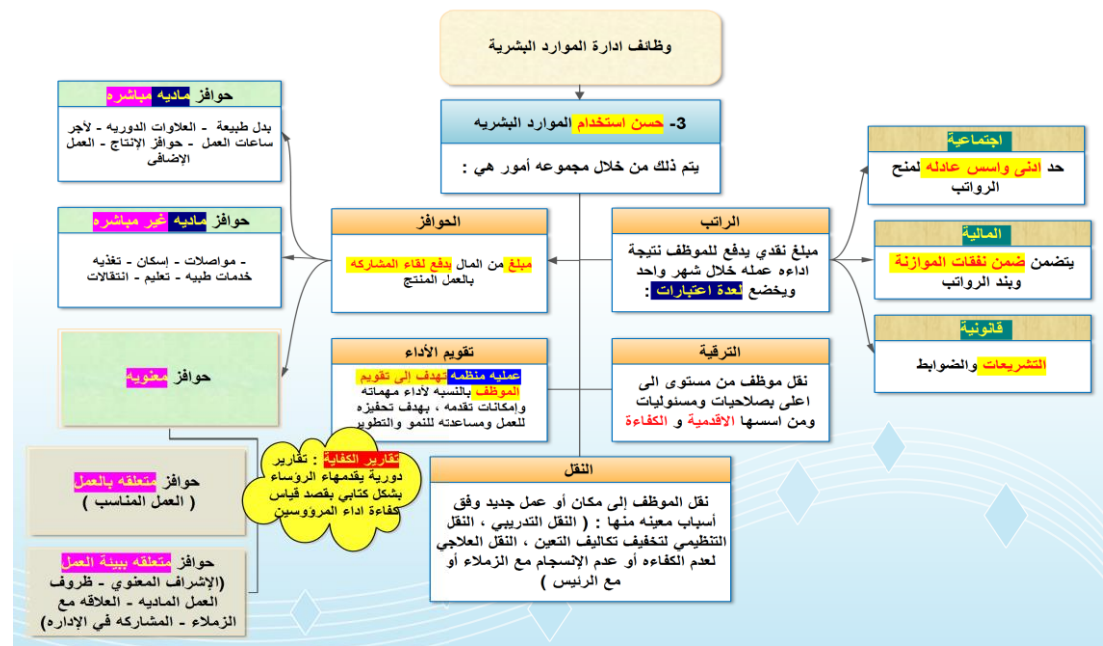 وظائف ادارة الموارد البشرية
3- حسن استخدام الموارد البشريه
يتم ذلك من خلال مجموعه أمور هي :
الراتب
مبلغ نقدي يدفع للموظف نتيجة
اداءه عمله خلال شهر واحد
ويخضع لعدة اعتبارات :
اجتماعية
حد ادنى واسس عادله لمنح
الرواتب
المالية
يتضمن ضمن نفقات الموازنة
وبند الرواتب
قانونية
التشريعات والضوابط
الحوافز
مبلغ من المال يدفع لقاء المشاركه
بالعمل المنتج
حوافز ماديه مباشره
بدل طبيعة - العلاوات الدوريه - لأجر
ساعات العمل - حوافز الإنتاج - العمل
الإضافى
حوافز ماديه غير مباشره
- مواصلات - إسكان - تغذيه
خدمات طبيه - تعليم - انتقالات
حوافز معنويه
حوافز متعلقه بالعمل
( العمل المناسب )
حوافز متعلقه ببيئة العمل
(الإشراف المعنوي - ظروف
العمل الماديه - العلاقه مع
الزملاء - المشاركه في الإداره)
الترقية
نقل موظف من مستوى الى
اعلى بصلاحيات ومسئوليات
ومن اسسها الاقدمية و الكفاءة
تقويم الأداء
عمليه منظمه تهدف إلى تقويم
الموظف بالنسبه لأداء مهماته
وإمكانات تقدمه ، بهدف تحفيزه
للعمل ومساعدته للنمو والتطوير
تقارير الكفاية : تقارير
دورية يقدمهاء الرؤساء
بشكل كتابي بقصد قياس
كفاءة اداء المرؤوسين
النقل
نقل الموظف إلى مكان أو عمل جديد وفق
أسباب معينه منها : ( النقل التدريبي ، النقل
التنظيمي لتخفيف تكاليف التعين ، النقل العلاجي
لعدم الكفاءه أو عدم الإنسجام مع الزملاء أو
مع الرئيس )